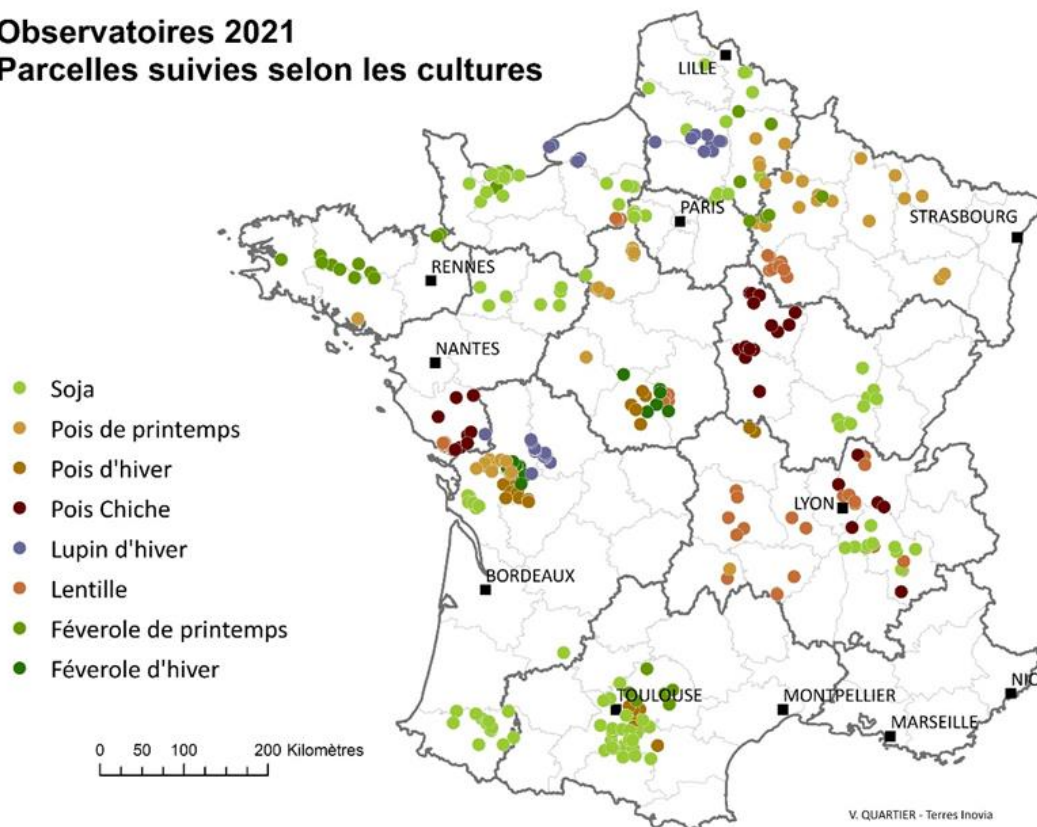 Observatoires 2021
Parcelles suivies selon les cultures
LILLE
PARIS
STRASBOURG
RENNES
NANTES
Soja
Pois de printemps
Pois d'hiver
Pois Chiche
Lupin d'hiver
Lentille
Féverole de printemps
Féverole d'hiver
LYON
BORDEAUX
TOULOUSE
MONTPELLIER
NIC
MARSEILLE
0 50 100 200 Kilomètres
V. QUARTIER - Terres Inovia